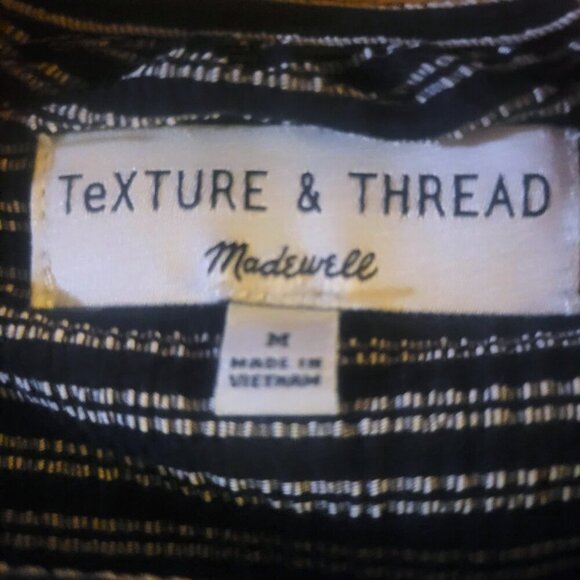 TeXTURE & THREAD
Madewell
M
MADE IN
VIETNAM